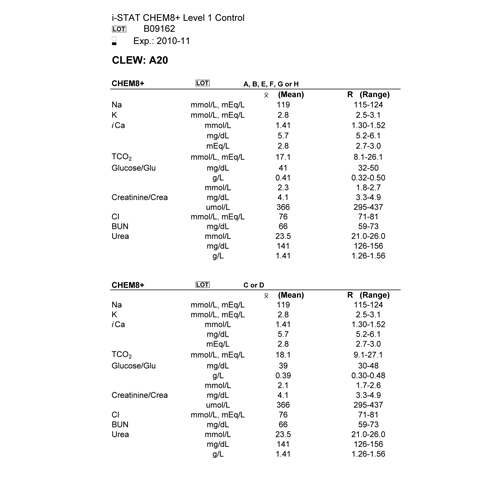 i-STAT CHEM8+ Level 1 Control
LOT B09162
Exp.: 2010-11
CLEW: A20
CHEM8+ LOT A, B, E, F, G or H
x̄ (Mean) R (Range)
Na mmol/L, mEq/L 119 115-124
K mmol/L, mEq/L 2.8 2.5-3.1
iCa mmol/L 1.41 1.30-1.52
mg/dL 5.7 5.2-6.1
mEq/L 2.8 2.7-3.0
TCO₂ mmol/L, mEq/L 17.1 8.1-26.1
Glucose/Glu mg/dL 41 32-50
g/L 0.41 0.32-0.50
mmol/L 2.3 1.8-2.7
Creatinine/Crea mg/dL 4.1 3.3-4.9
umol/L 366 295-437
Cl mmol/L, mEq/L 76 71-81
BUN mg/dL 66 59-73
Urea mmol/L 23.5 21.0-26.0
mg/dL 141 126-156
g/L 1.41 1.26-1.56
CHEM8+ LOT C or D
x̄ (Mean) R (Range)
Na mmol/L, mEq/L 119 115-124
K mmol/L, mEq/L 2.8 2.5-3.1
iCa mmol/L 1.41 1.30-1.52
mg/dL 5.7 5.2-6.1
mEq/L 2.8 2.7-3.0
TCO₂ mmol/L, mEq/L 18.1 9.1-27.1
Glucose/Glu mg/dL 39 30-48
g/L 0.39 0.30-0.48
mmol/L 2.1 1.7-2.6
Creatinine/Crea mg/dL 4.1 3.3-4.9
umol/L 366 295-437
Cl mmol/L, mEq/L 76 71-81
BUN mg/dL 66 59-73
Urea mmol/L 23.5 21.0-26.0
mg/dL 141 126-156
g/L 1.41 1.26-1.56